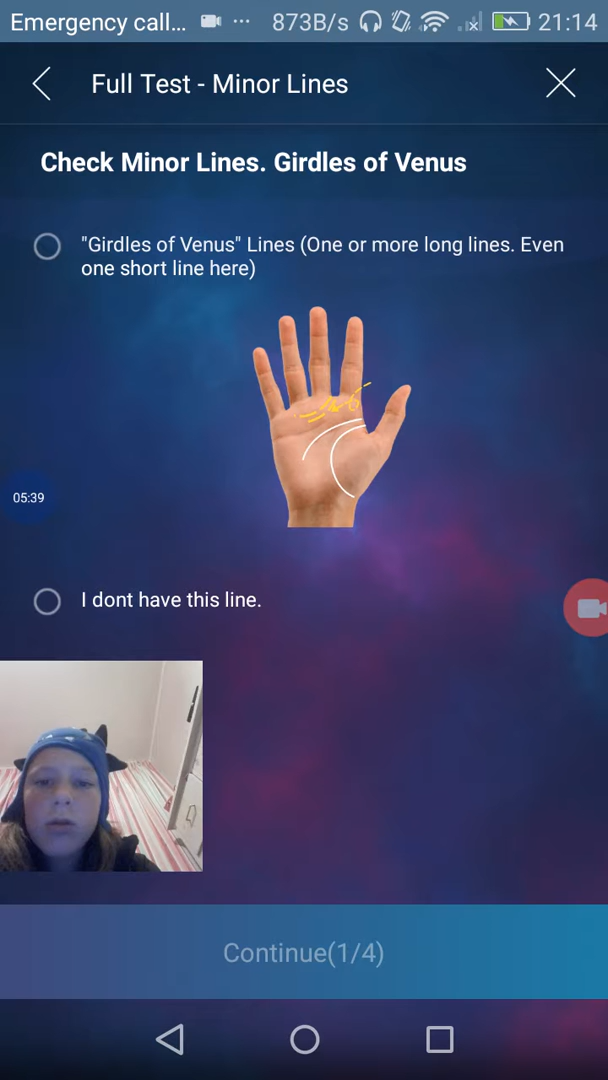 Emergency call... ... 873B/s 21:14
Full Test - Minor Lines
Check Minor Lines. Girdles of Venus
"Girdles of Venus" Lines (One or more long lines. Even
one short line here)
05:39
I dont have this line.
Continue(1/4)